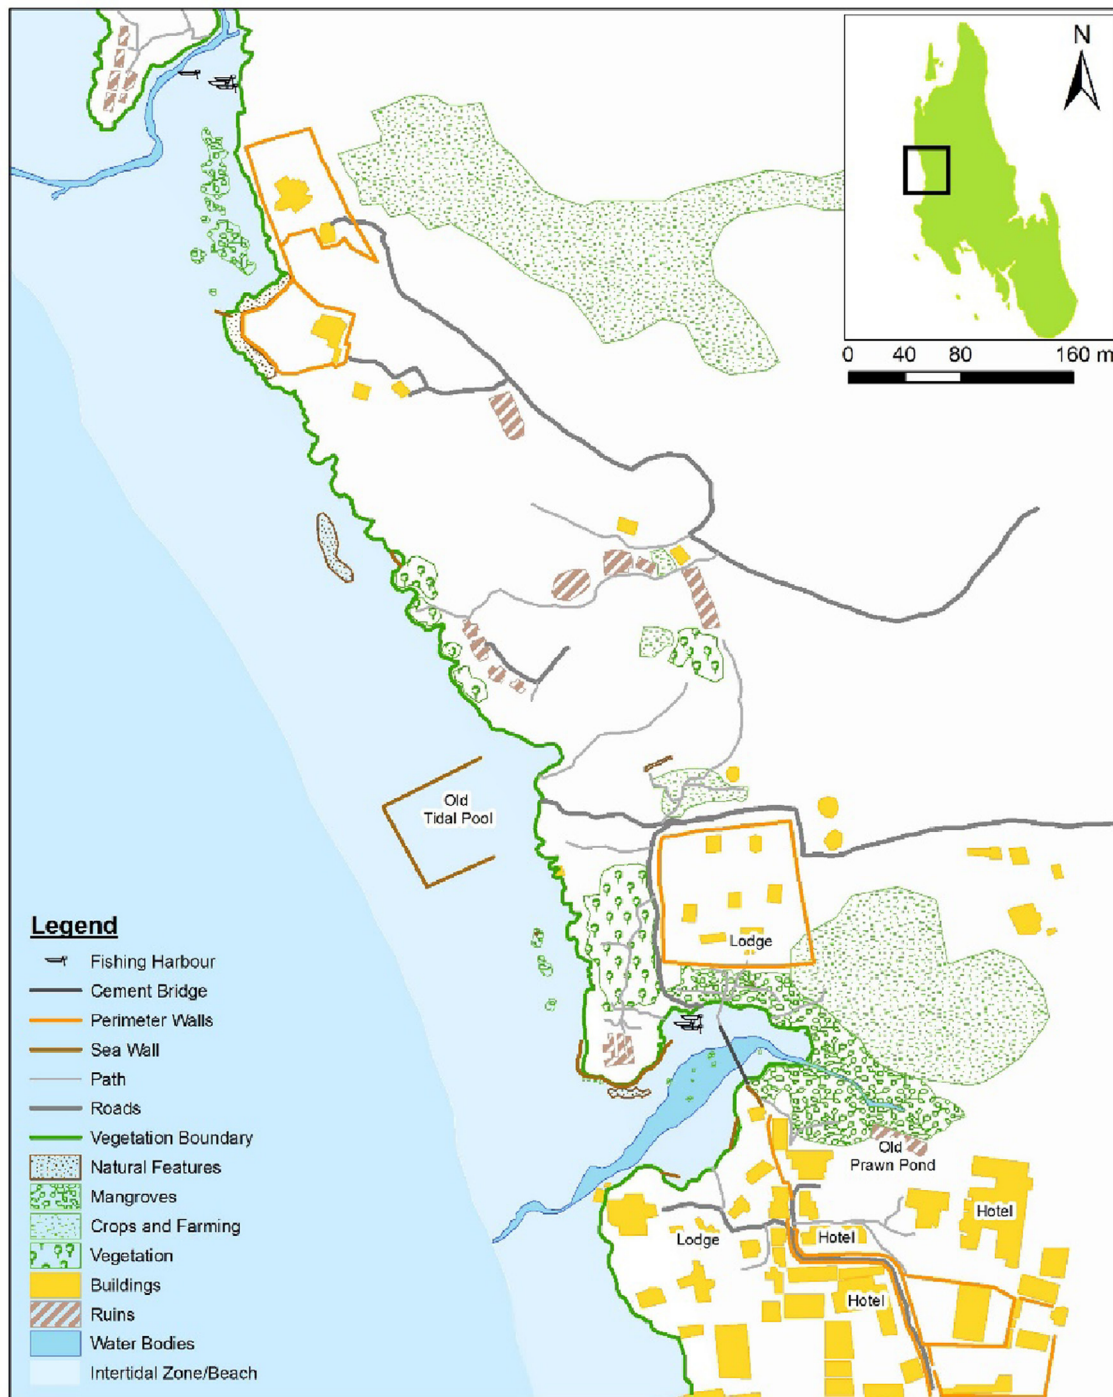 N
0 40 80 160 m
Old
Tidal Pool
Lodge
Old
Prawn Pond
Hotel
Lodge
Hotel
Hotel
Legend
Fishing Harbour
Cement Bridge
Perimeter Walls
Sea Wall
Path
Roads
Vegetation Boundary
Natural Features
Mangroves
Crops and Farming
Vegetation
Buildings
Ruins
Water Bodies
Intertidal Zone/Beach